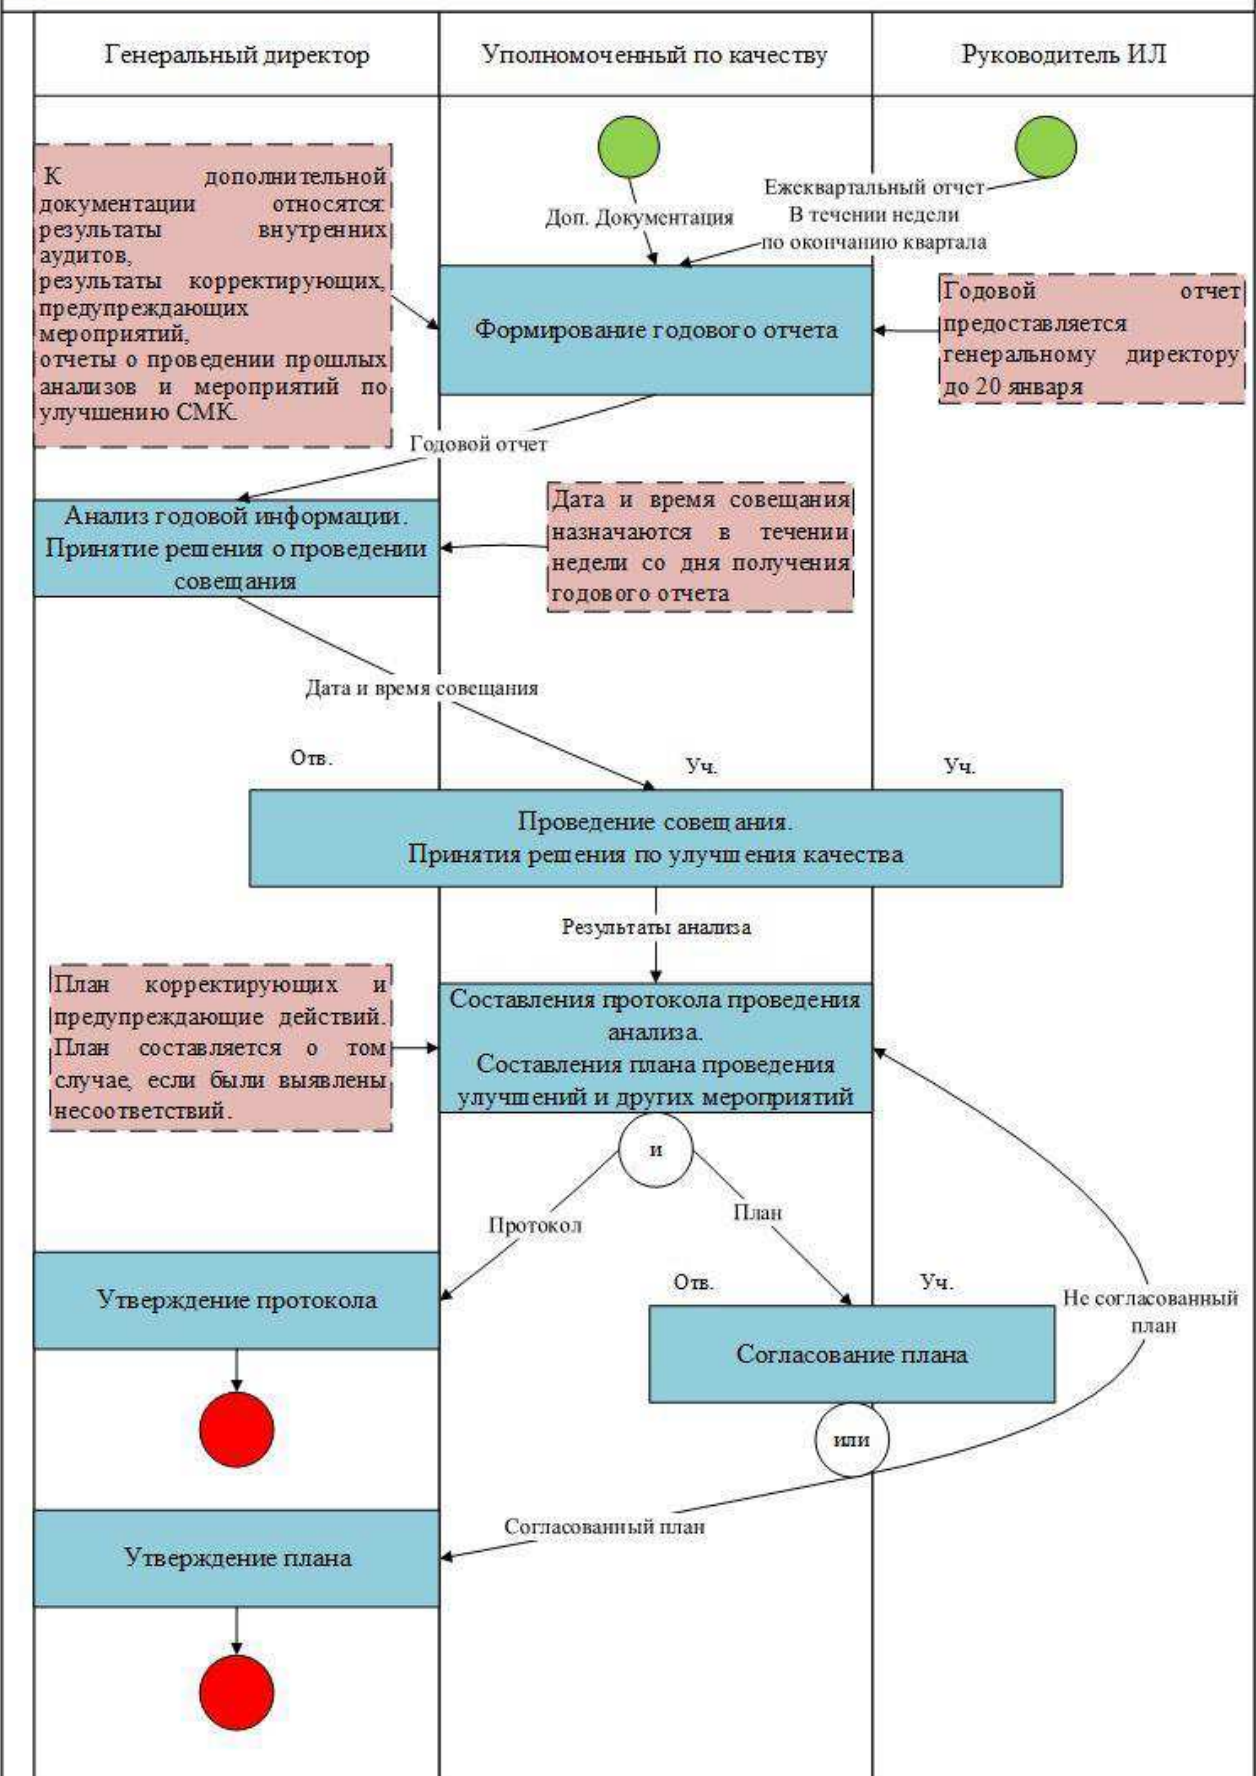 Генеральный директор
Уполномоченный по качеству
Руководитель ИЛ
К дополнительной
документации относятся:
результаты внутренних
аудитов,
результаты корректирующих,
предупреждающих
мероприятий,
отчеты о проведении прошлых
анализов и мероприятий по
улучшению СМК.
Доп. Документация
Ежеквартальный отчет
В течении недели
по окончанию квартала
Формирование годового отчета
Годовой отчет
предоставляется
генеральному директору
до 20 января
Годовой отчет
Анализ годовой информации.
Принятие решения о проведении
совещания
Дата и время совещания
назначаются в течении
недели со дня получения
годового отчета
Дата и время совещания
Отв.
Уч.
Уч.
Проведение совещания.
Принятия решения по улучшения качества
Результаты анализа
План корректирующих и
предупреждающие действий.
План составляется о том
случае, если были выявлены
несоответствий.
Составления протокола проведения
анализа.
Составления плана проведения
улучшений и других мероприятий
и
Протокол
План
Утверждение протокола
Отв.
Уч.
Согласование плана
Не согласованный
план
или
Согласованный план
Утверждение плана